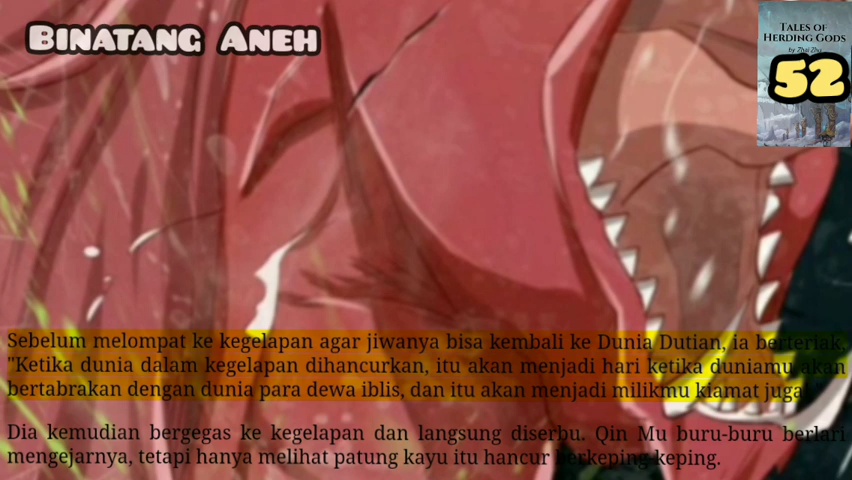 Binatang Aneh
Tales of
Herding Gods
by Zhai Zhu
52
Sebelum melompat ke kegelapan agar jiwanya bisa kembali ke Dunia Dutian, ia berteriak,
"Ketika dunia dalam kegelapan dihancurkan, itu akan menjadi hari ketika duniamu akan
bertabrakan dengan dunia para dewa iblis, dan itu akan menjadi milikmu kiamat juga
Dia kemudian bergegas ke kegelapan dan langsung diserbu. Qin Mu buru-buru berlari
mengejarnya, tetapi hanya melihat patung kayu itu hancur berkeping-keping.